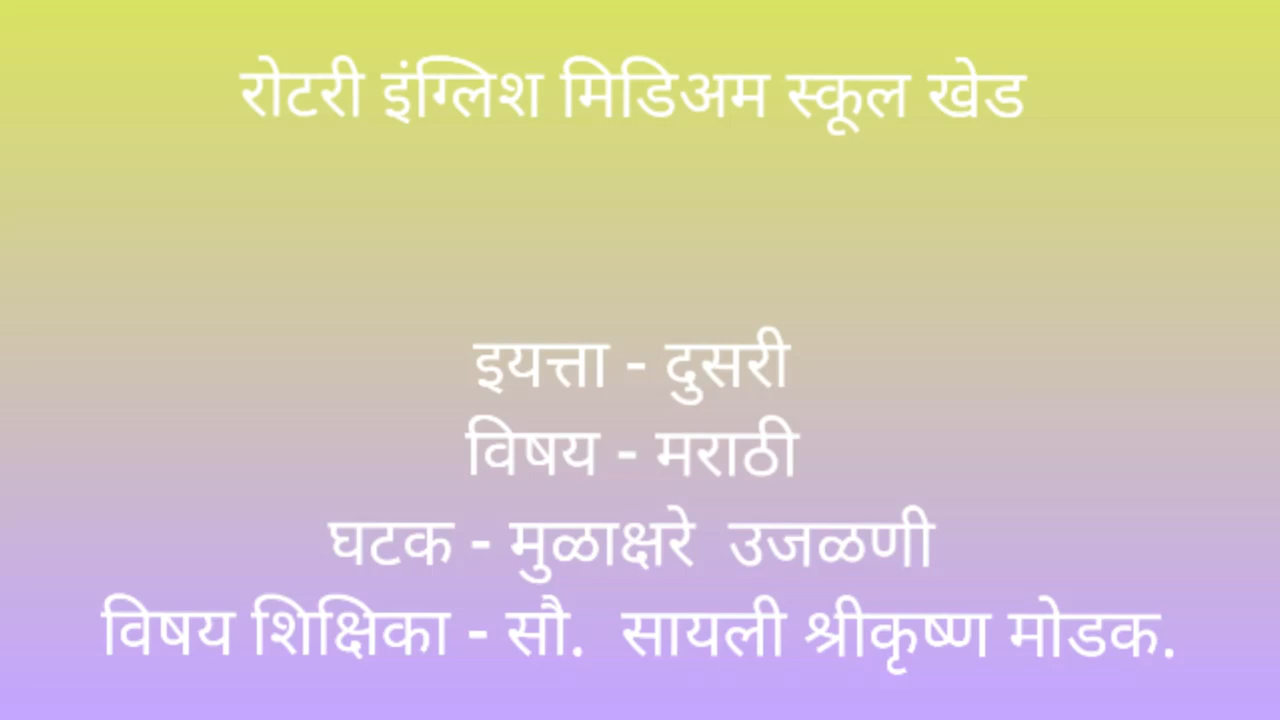 रोटरी इंग्लिश मिडिअम स्कूल खेड
इयत्ता - दुसरी
विषय - मराठी
घटक - मुळाक्षरे उजळणी
विषय शिक्षिका - सौ. सायली श्रीकृष्ण मोडक.